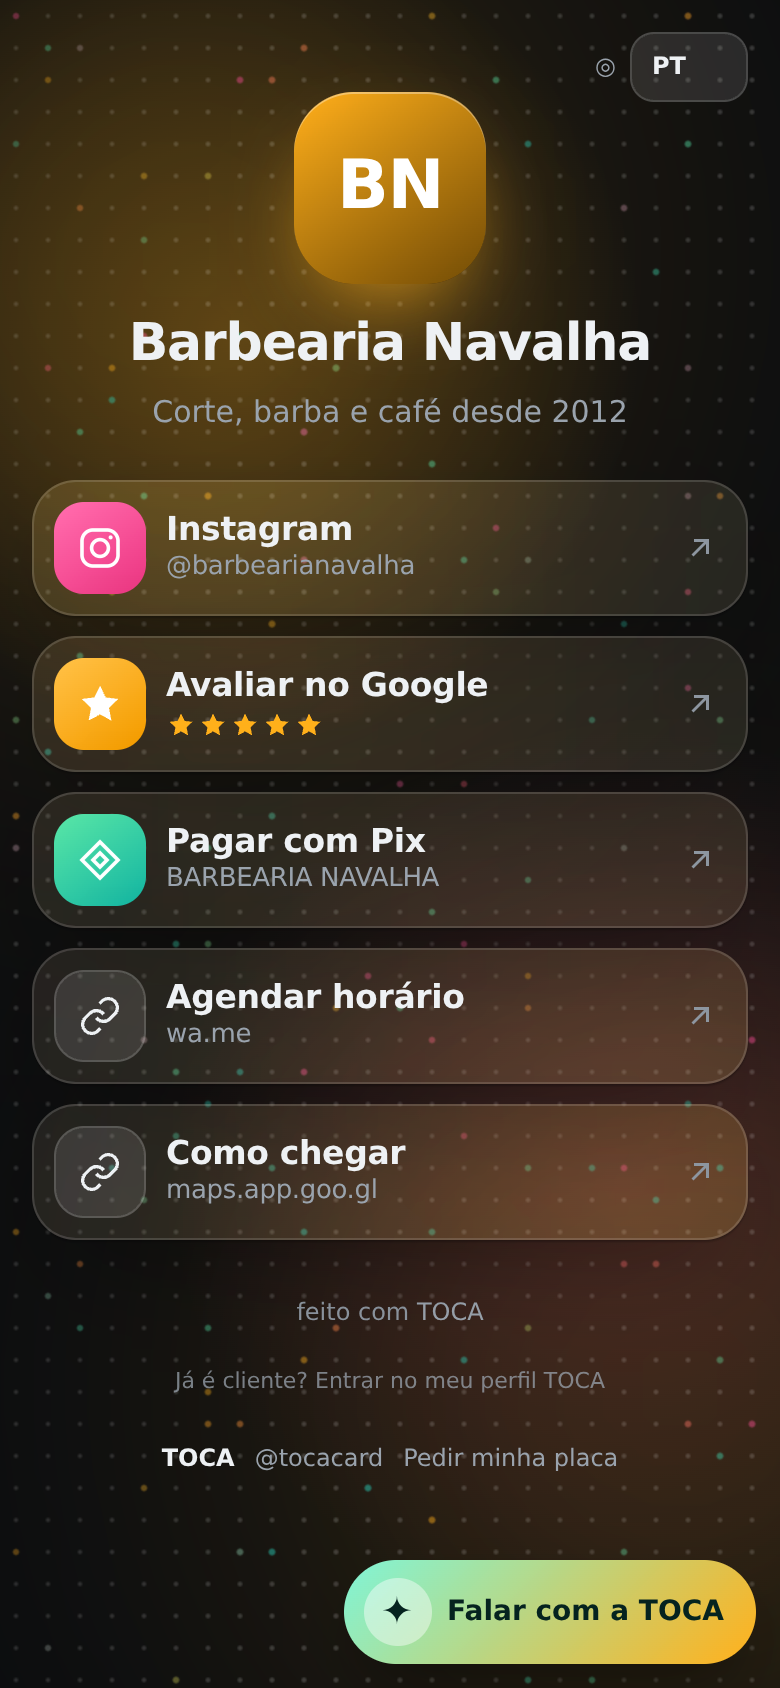 PT
BN
Barbearia Navalha
Corte, barba e café desde 2012
Instagram
@barbearianavalha
Avaliar no Google
Pagar com Pix
BARBEARIA NAVALHA
Agendar horário
wa.me
Como chegar
maps.app.goo.gl
feito com TOCA
Já é cliente? Entrar no meu perfil TOCA
TOCA @tocacard Pedir minha placa
Falar com a TOCA